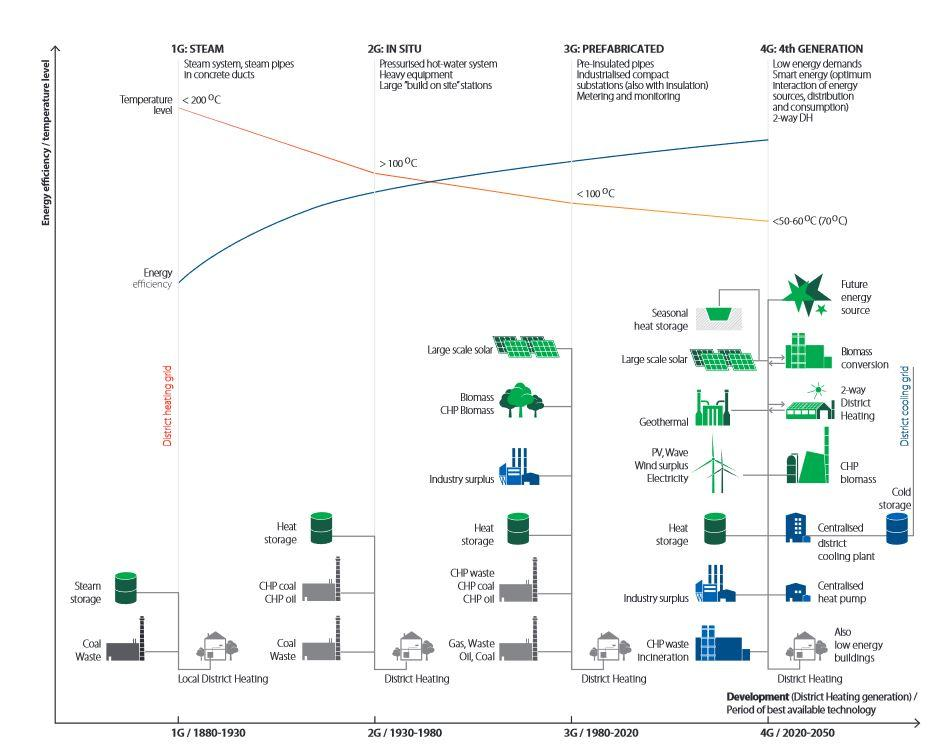 1G: STEAM
Steam system, steam pipes
in concrete ducts
2G: IN SITU
Pressurised hot-water system
Heavy equipment
Large "build on site" stations
3G: PREFABRICATED
Pre-insulated pipes
Industrialised compact
substations (also with insulation)
Metering and monitoring
4G: 4th GENERATION
Low energy demands
Smart energy (optimum
interaction of energy
sources, distribution
and consumption)
2-way DH
Energy efficiency / temperature level
Temperature
level
< 200 °C
> 100 °C
< 100 °C
<50-60 °C (70°C)
Energy
efficiency
District heating grid
Steam
storage
Coal
Waste
Local District Heating
Heat
storage
CHP coal
CHP oil
Coal
Waste
District Heating
Large scale solar
Biomass
CHP Biomass
Industry surplus
Heat
storage
CHP waste
CHP coal
CHP oil
Gas, Waste
Oil, Coal
District Heating
Seasonal
heat storage
Large scale solar
Geothermal
PV, Wave
Wind surplus
Electricity
Heat
storage
Industry surplus
CHP waste
incineration
Future
energy
source
Biomass
conversion
2-way
District
Heating
CHP
biomass
Centralised
district
cooling plant
Centralised
heat pump
Also
low energy
buildings
District Heating
District cooling grid
Cold
storage
Development (District Heating generation) /
Period of best available technology
1G / 1880-1930
2G / 1930-1980
3G / 1980-2020
4G / 2020-2050